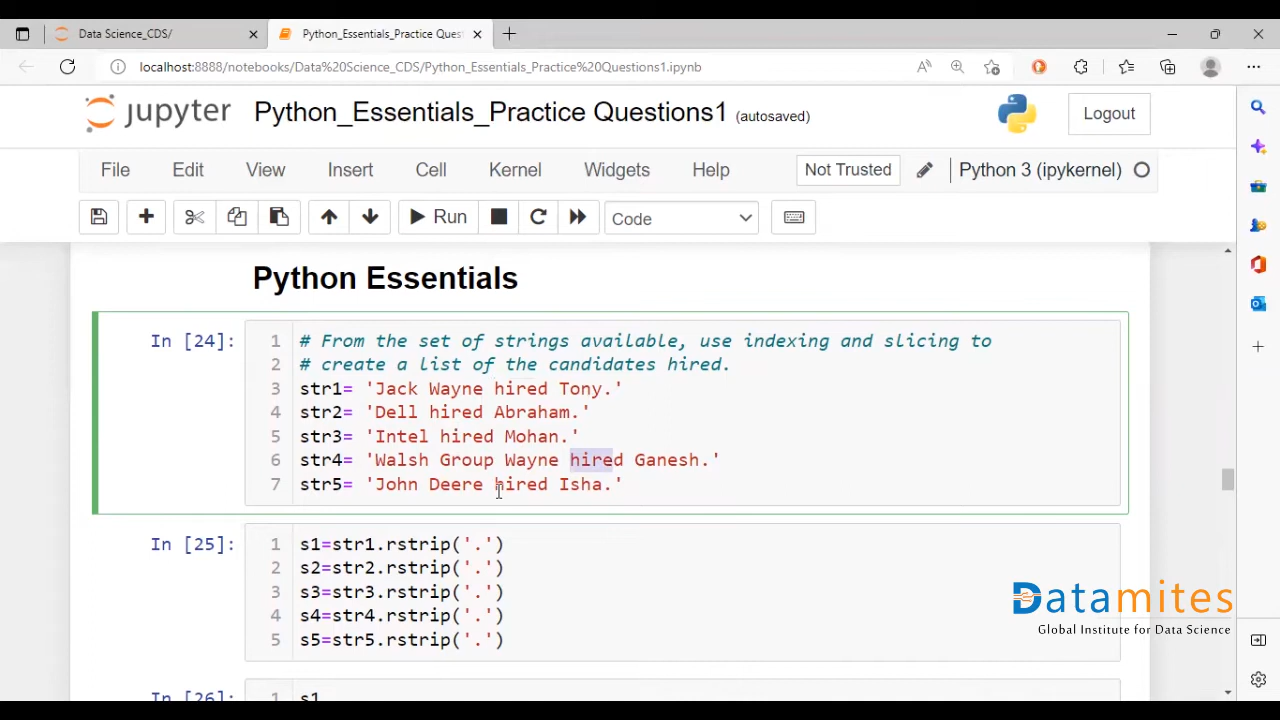 Data Science_CDS/
Python_Essentials_Practice Quest
localhost:8888/notebooks/Data%20Science_CDS/Python_Essentials_Practice%20Questions1.ipynb
jupyter Python_Essentials_Practice Questions1 (autosaved)
Logout
File Edit View Insert Cell Kernel Widgets Help
Not Trusted
Python 3 (ipykernel)
Run
Code
Python Essentials
In [24]:
1 # From the set of strings available, use indexing and slicing to
2 # create a list of the candidates hired.
3 str1= 'Jack Wayne hired Tony.'
4 str2= 'Dell hired Abraham.'
5 str3= 'Intel hired Mohan.'
6 str4= 'Walsh Group Wayne hired Ganesh.'
7 str5= 'John Deere hired Isha.'
In [25]:
1 s1=str1.rstrip('.')
2 s2=str2.rstrip('.')
3 s3=str3.rstrip('.')
4 s4=str4.rstrip('.')
5 s5=str5.rstrip('.')
Datamites
Global Institute for Data Science
In [26]:
1 s1